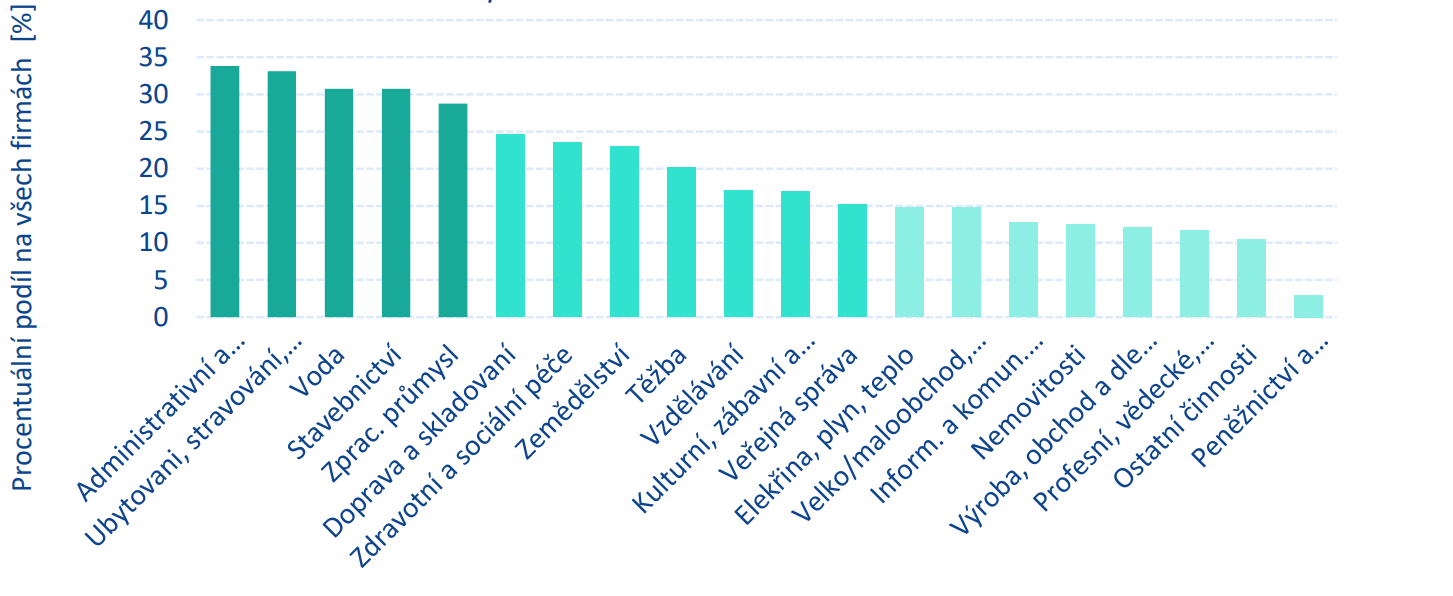 Procentuální podíl na všech firmách [%]
40
35
30
25
20
15
10
5
0
Administrativní a...
Ubytovani, stravování,...
Voda
Stavebnictví
Zprac. průmysl
Doprava a skladovaní
Zdravotní a sociální péče
Zemědělství
Těžba
Vzdělávání
Kulturní, zábavní a...
Veřejná správa
Elekřina, plyn, teplo
Velko/maloobchod,...
Inform. a komun....
Nemovitosti
Výroba, obchod a dle...
Profesní, vědecké,...
Ostatní činnosti
Peněžnictví a...